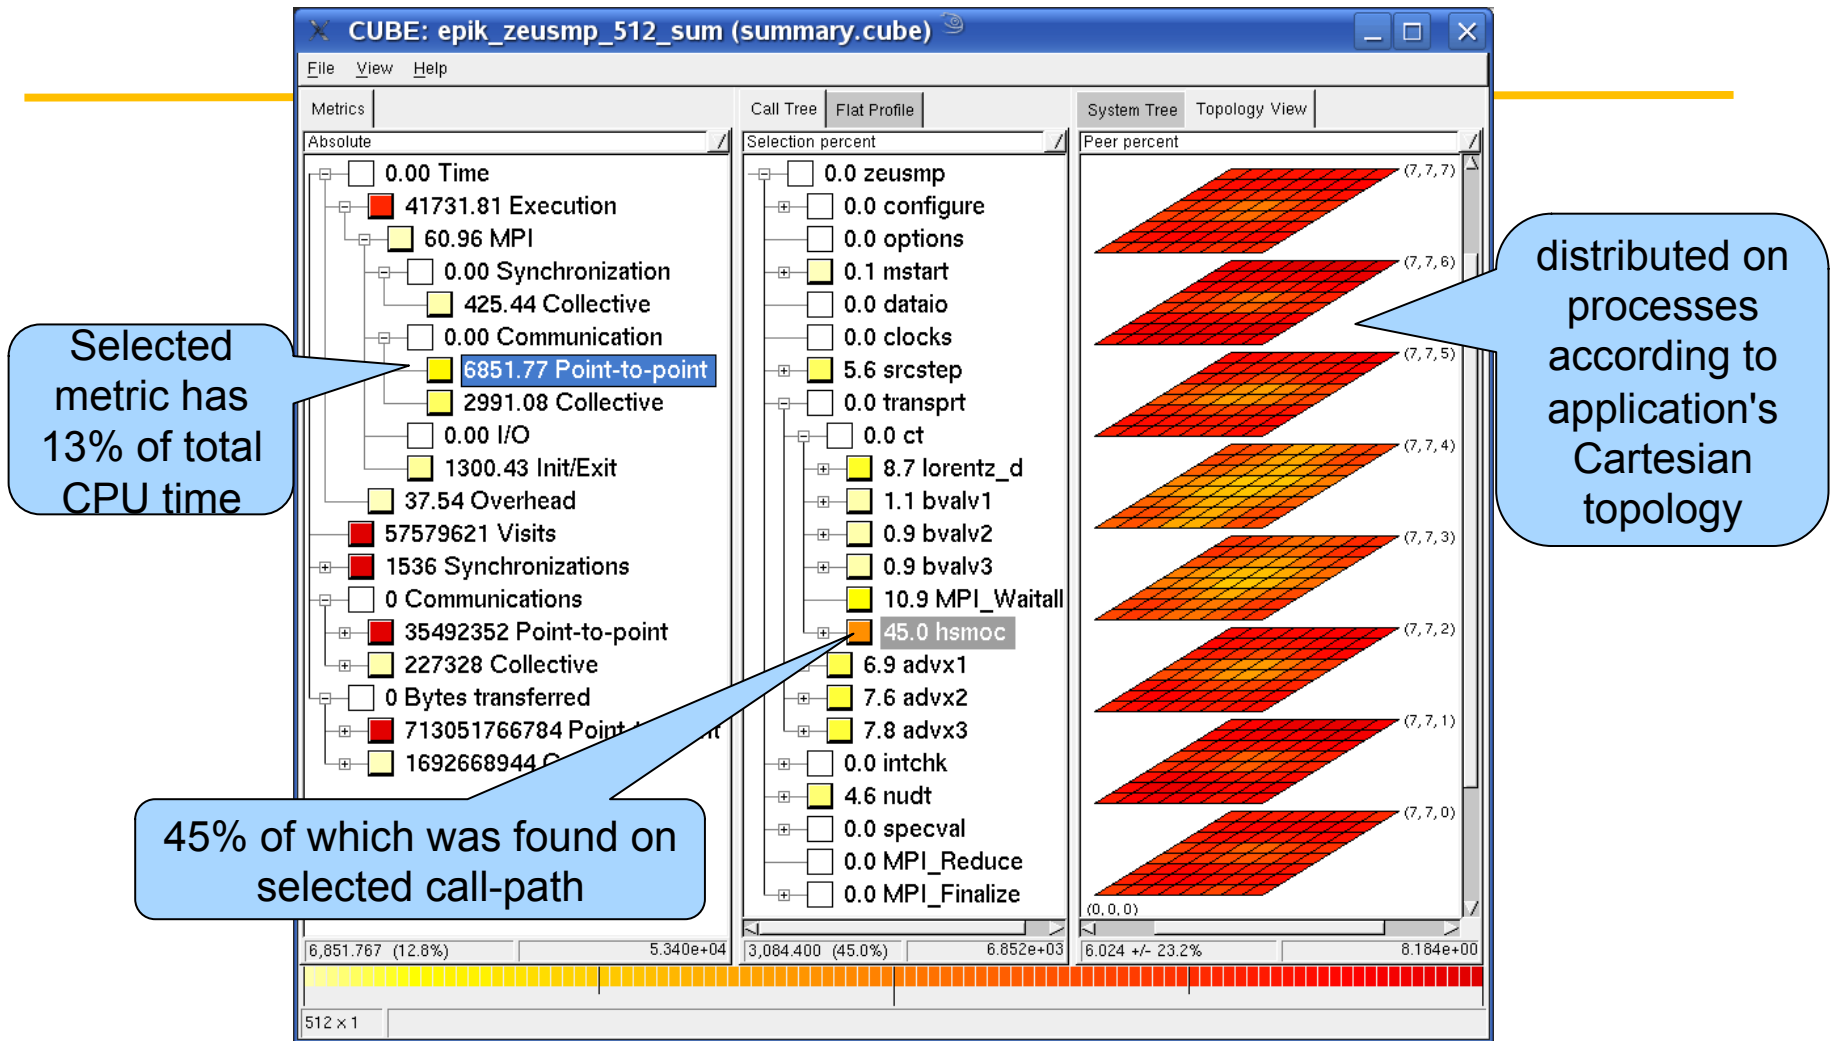 CUBE: epik_zeusmp_512_sum (summary.cube)
File View Help
Metrics
Absolute
0.00 Time
41731.81 Execution
60.96 MPI
0.00 Synchronization
425.44 Collective
0.00 Communication
6851.77 Point-to-point
2991.08 Collective
0.00 I/O
1300.43 Init/Exit
37.54 Overhead
57579621 Visits
1536 Synchronizations
0 Communications
35492352 Point-to-point
227328 Collective
0 Bytes transferred
713051766784 Point-t
nt
1692668944 C
6,851.767 (12.8%) 5.340e+04
Call Tree Flat Profile
Selection percent
0.0 zeusmp
0.0 configure
0.0 options
0.1 mstart
0.0 dataio
0.0 clocks
5.6 srcstep
0.0 transprt
0.0 ct
8.7 lorentz_d
1.1 bvalv1
0.9 bvalv2
0.9 bvalv3
10.9 MPI_Waitall
45.0 hsmoc
6.9 advx1
7.6 advx2
7.8 advx3
0.0 intchk
4.6 nudt
0.0 specval
0.0 MPI_Reduce
0.0 MPI_Finalize
3,084.400 (45.0%) 6.852e+03
System Tree Topology View
Peer percent
(7,7,7)
(7,7,6)
(7,7,5)
(7,7,4)
(7,7,3)
(7,7,2)
(7,7,1)
(7,7,0)
(0,0,0)
6.024 +/- 23.2% 8.184e+00
512 x 1
Selected
metric has
13% of total
CPU time
45% of which was found on
selected call-path
distributed on
processes
according to
application's
Cartesian
topology